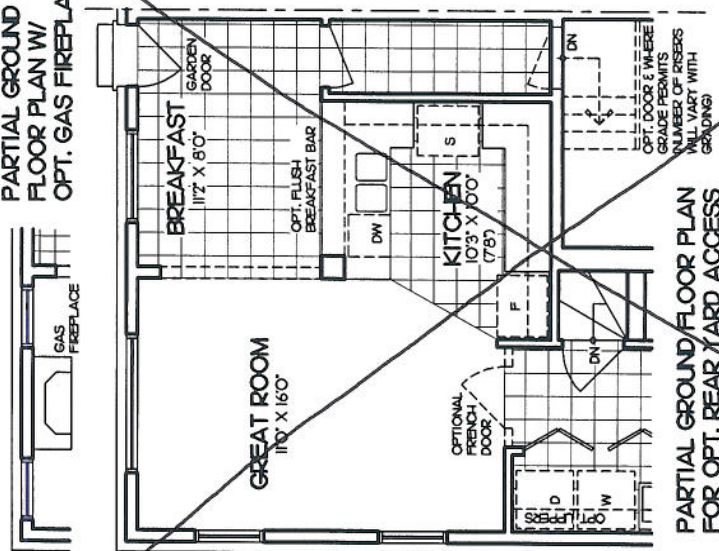 PARTIAL GROUND
FLOOR PLAN W/
OPT. GAS FIREPLA
GAS
FIREPLACE
GARDEN
DOOR
BREAKFAST
11'2" X 8'0"
OPT. FLUSH
BREAKFAST BAR
DW
S
KITCHEN
10'3" X 10'0"
(7'8")
F
GREAT ROOM
11'0" X 16'0"
OPTIONAL
FRENCH
DOOR
DN
DN
OPT. DOOR & WHERE
GRADE PERMITS
(NUMBER OF RISERS
WILL VARY WITH
GRADING)
D
W
OPT.
UPPERS
PARTIAL GROUND FLOOR PLAN
FOR OPT. REAR YARD ACCESS